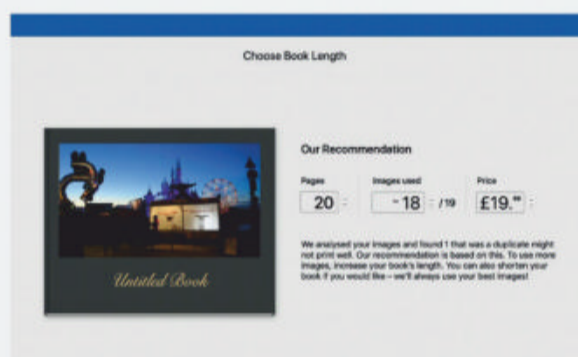 Choose Book Length
Our Recommendation
Pages
Images used
Price
20
~18
/19
£19.99
We analysed your images and found 1 that was a duplicate might
not print well. Our recommendation is based on this. To use more
images, increase your book's length. You can also shorten your
book if you would like – we'll always use your best images!
Untitled Book